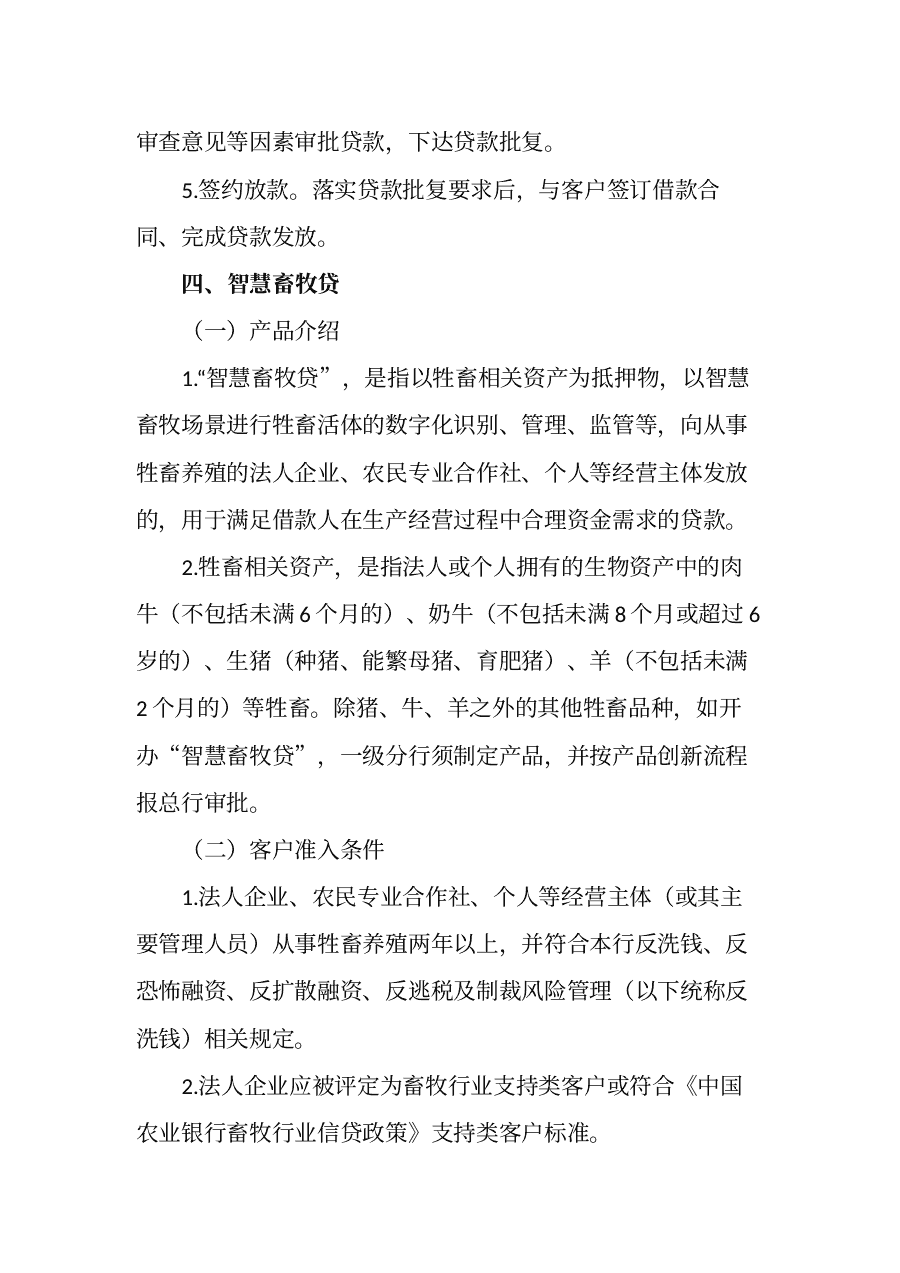 审查意见等因素审批贷款，下达贷款批复。
5.签约放款。落实贷款批复要求后，与客户签订借款合
同、完成贷款发放。
四、智慧畜牧贷
（一）产品介绍
1.“智慧畜牧贷”，是指以牲畜相关资产为抵押物，以智慧
畜牧场景进行牲畜活体的数字化识别、管理、监管等，向从事
牲畜养殖的法人企业、农民专业合作社、个人等经营主体发放
的，用于满足借款人在生产经营过程中合理资金需求的贷款。
2.牲畜相关资产，是指法人或个人拥有的生物资产中的肉
牛（不包括未满 6 个月的）、奶牛（不包括未满 8 个月或超过 6
岁的）、生猪（种猪、能繁母猪、育肥猪）、羊（不包括未满
2 个月的）等牲畜。除猪、牛、羊之外的其他牲畜品种，如开
办“智慧畜牧贷”，一级分行须制定产品，并按产品创新流程
报总行审批。
（二）客户准入条件
1.法人企业、农民专业合作社、个人等经营主体（或其主
要管理人员）从事牲畜养殖两年以上，并符合本行反洗钱、反
恐怖融资、反扩散融资、反逃税及制裁风险管理（以下统称反
洗钱）相关规定。
2.法人企业应被评定为畜牧行业支持类客户或符合《中国
农业银行畜牧行业信贷政策》支持类客户标准。